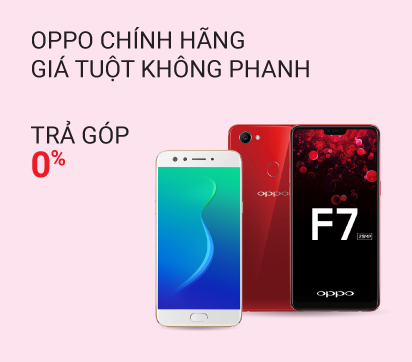 OPPO CHÍNH HÃNG
GIÁ TUỘT KHÔNG PHANH
TRẢ GÓP
0%
oppo
F7
oppo